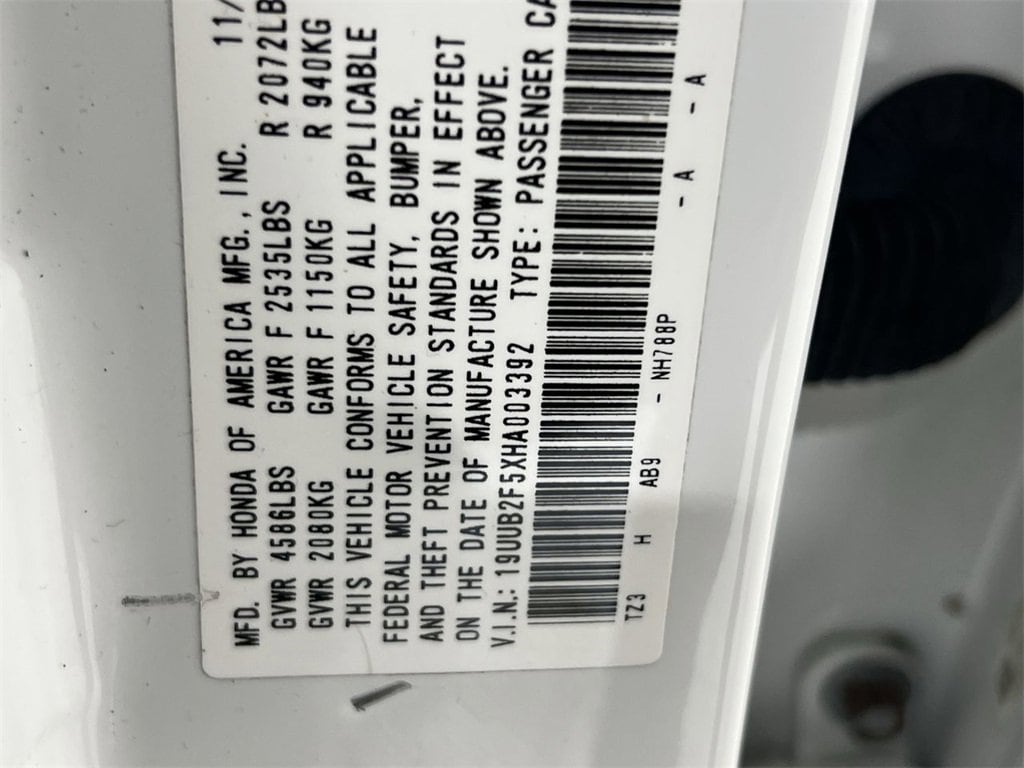 MFD. BY HONDA OF AMERICA MFG., INC. 11/
GVWR 4586LBS GAWR F 2535LBS R 2072LB
GVWR 2080KG GAWR F 1150KG R 940KG
THIS VEHICLE CONFORMS TO ALL APPLICABLE
FEDERAL MOTOR VEHICLE SAFETY, BUMPER,
AND THEFT PREVENTION STANDARDS IN EFFECT
ON THE DATE OF MANUFACTURE SHOWN ABOVE.
V.I.N.: 19UUB2F5XHA003392 TYPE: PASSENGER CA
TZ3 H AB9 - NH788P - A - A